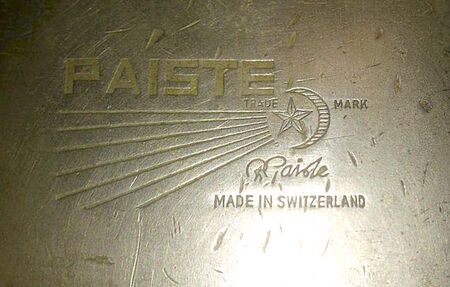 PAISTE
TRADE MARK
R Paiste
MADE IN SWITZERLAND